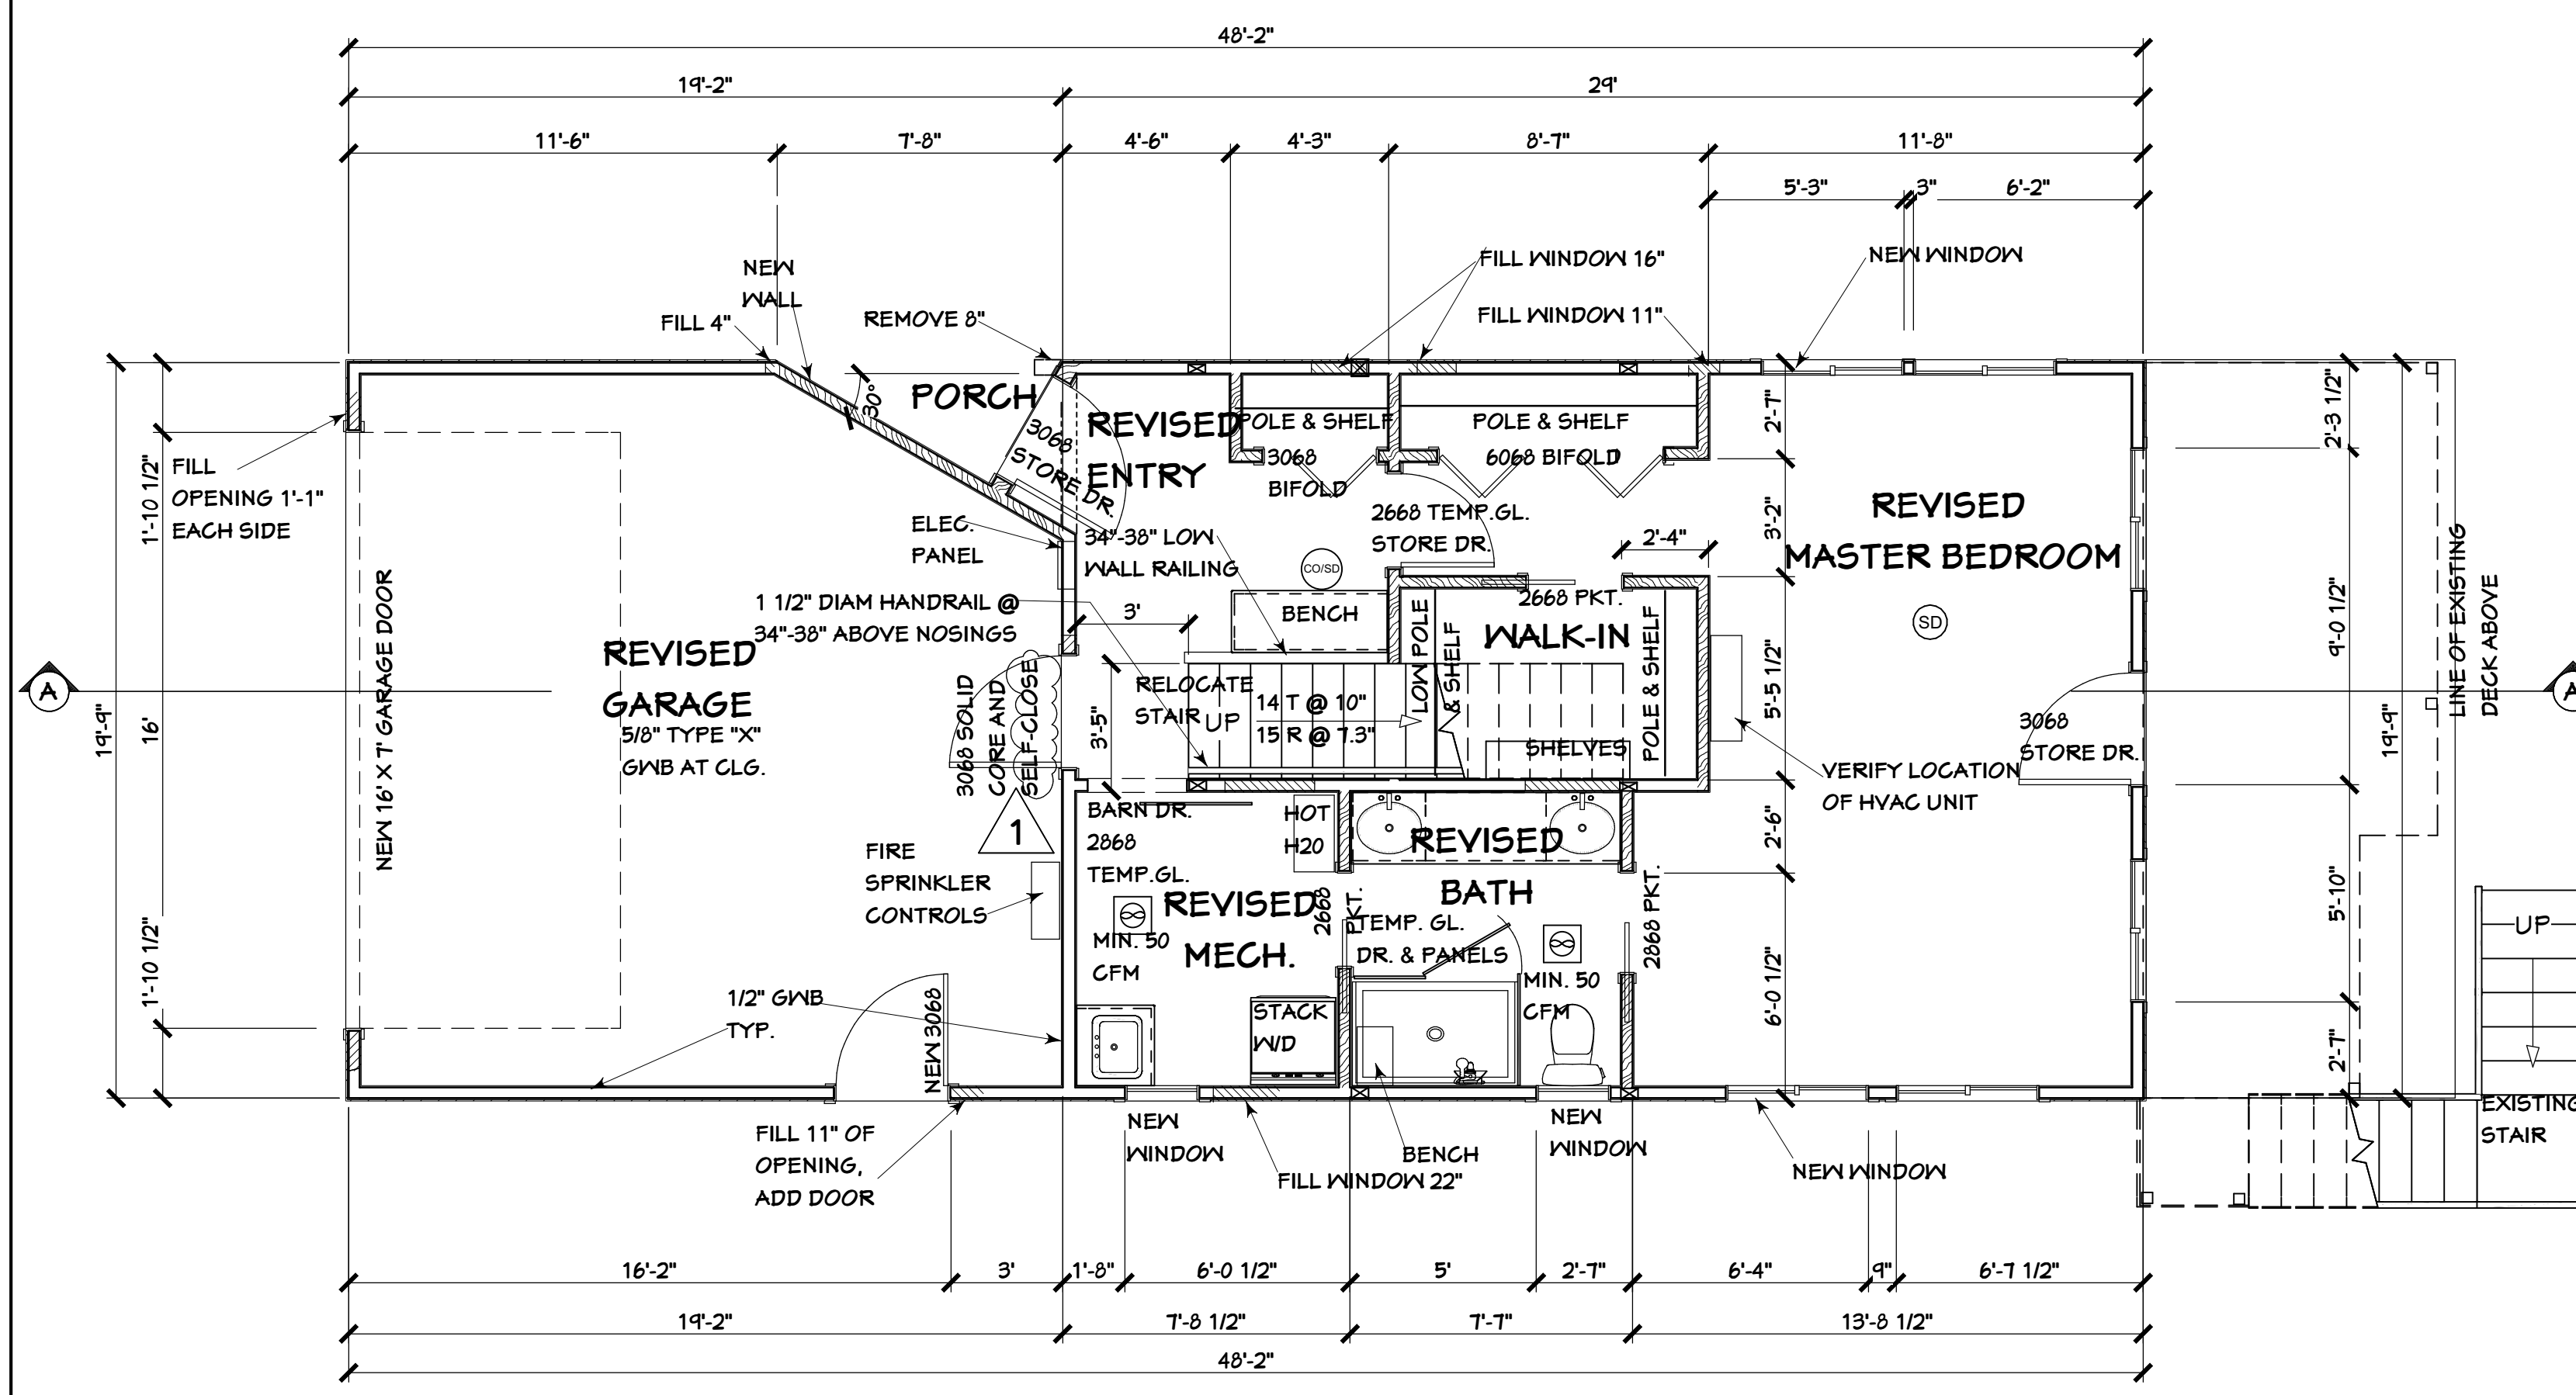 48'-2"
19'-2"
29'
11'-6"
7'-8"
4'-6"
4'-3"
8'-7"
11'-8"
5'-3"
3"
6'-2"
NEW
WALL
FILL 4"
REMOVE 8"
FILL WINDOW 16"
FILL WINDOW 11"
NEW WINDOW
30°
PORCH
3068
STORE DR.
REVISED
ENTRY
POLE & SHELF
3068
BIFOLD
POLE & SHELF
6068 BIFOLD
2'-7"
2'-3 1/2"
FILL
OPENING 1'-1"
EACH SIDE
1'-10 1/2"
ELEC.
PANEL
34"-38" LOW
WALL RAILING
CO/SD
2668 TEMP.GL.
STORE DR.
2'-4"
3'-2"
REVISED
MASTER BEDROOM
LINE OF EXISTING
DECK ABOVE
1 1/2" DIAM HANDRAIL @
34"-38" ABOVE NOSINGS
3'
BENCH
2668 PKT.
WALK-IN
LOW POLE
& SHELF
POLE & SHELF
SHELVES
SD
9'-0 1/2"
NEW 16' X 7' GARAGE DOOR
REVISED
GARAGE
5/8" TYPE "X"
GWB AT CLG.
A
19'-9"
16'
3068 SOLID
CORE AND
SELF-CLOSE
3'-5"
RELOCATE
STAIR
UP
14 T @ 10"
15 R @ 7.3"
5'-5 1/2"
3068
STORE DR.
19'-9"
A
VERIFY LOCATION
OF HVAC UNIT
1
FIRE
SPRINKLER
CONTROLS
BARN DR.
2868
TEMP.GL.
HOT
H20
REVISED
MECH.
MIN. 50
CFM
2668
PKT.
REVISED
BATH
TEMP. GL.
DR. & PANELS
MIN. 50
CFM
2868 PKT.
2'-6"
6'-0 1/2"
5'-10"
2'-7"
UP
1'-10 1/2"
1/2" GWB
TYP.
NEW 3068
STACK
W/D
FILL 11" OF
OPENING,
ADD DOOR
NEW
WINDOW
FILL WINDOW 22"
BENCH
NEW
WINDOW
NEW WINDOW
EXISTING
STAIR
16'-2"
3'
1'-8"
6'-0 1/2"
5'
2'-7"
6'-4"
9"
6'-7 1/2"
19'-2"
7'-8 1/2"
7'-7"
13'-8 1/2"
48'-2"